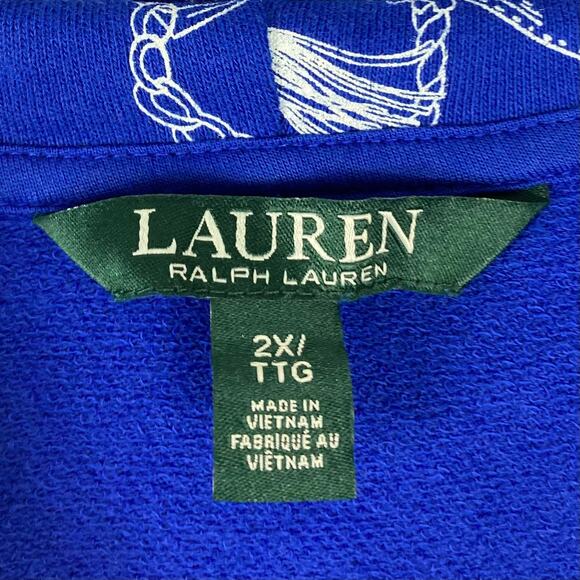 LAUREN
RALPH LAUREN
2X/
TTG
MADE IN
VIETNAM
FABRIQUÉ AU
VIÊTNAM